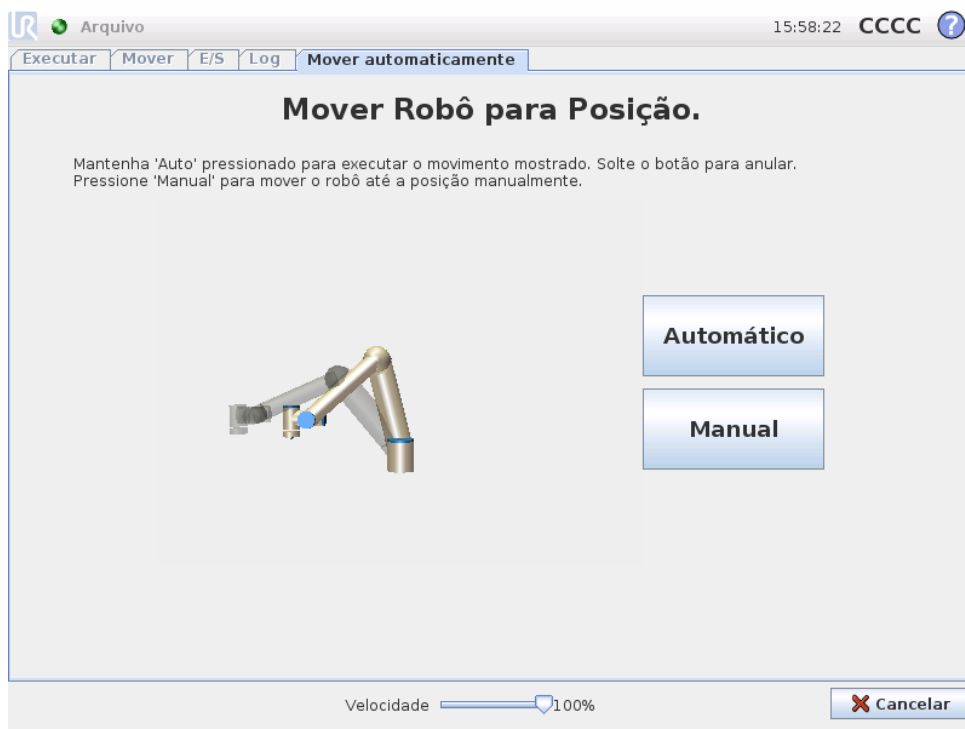 UR Arquivo 15:58:22 CCCC ?
Executar Mover E/S Log Mover automaticamente
Mover Robô para Posição.
Mantenha 'Auto' pressionado para executar o movimento mostrado. Solte o botão para anular.
Pressione 'Manual' para mover o robô até a posição manualmente.
Automático
Manual
Velocidade 100% Cancelar